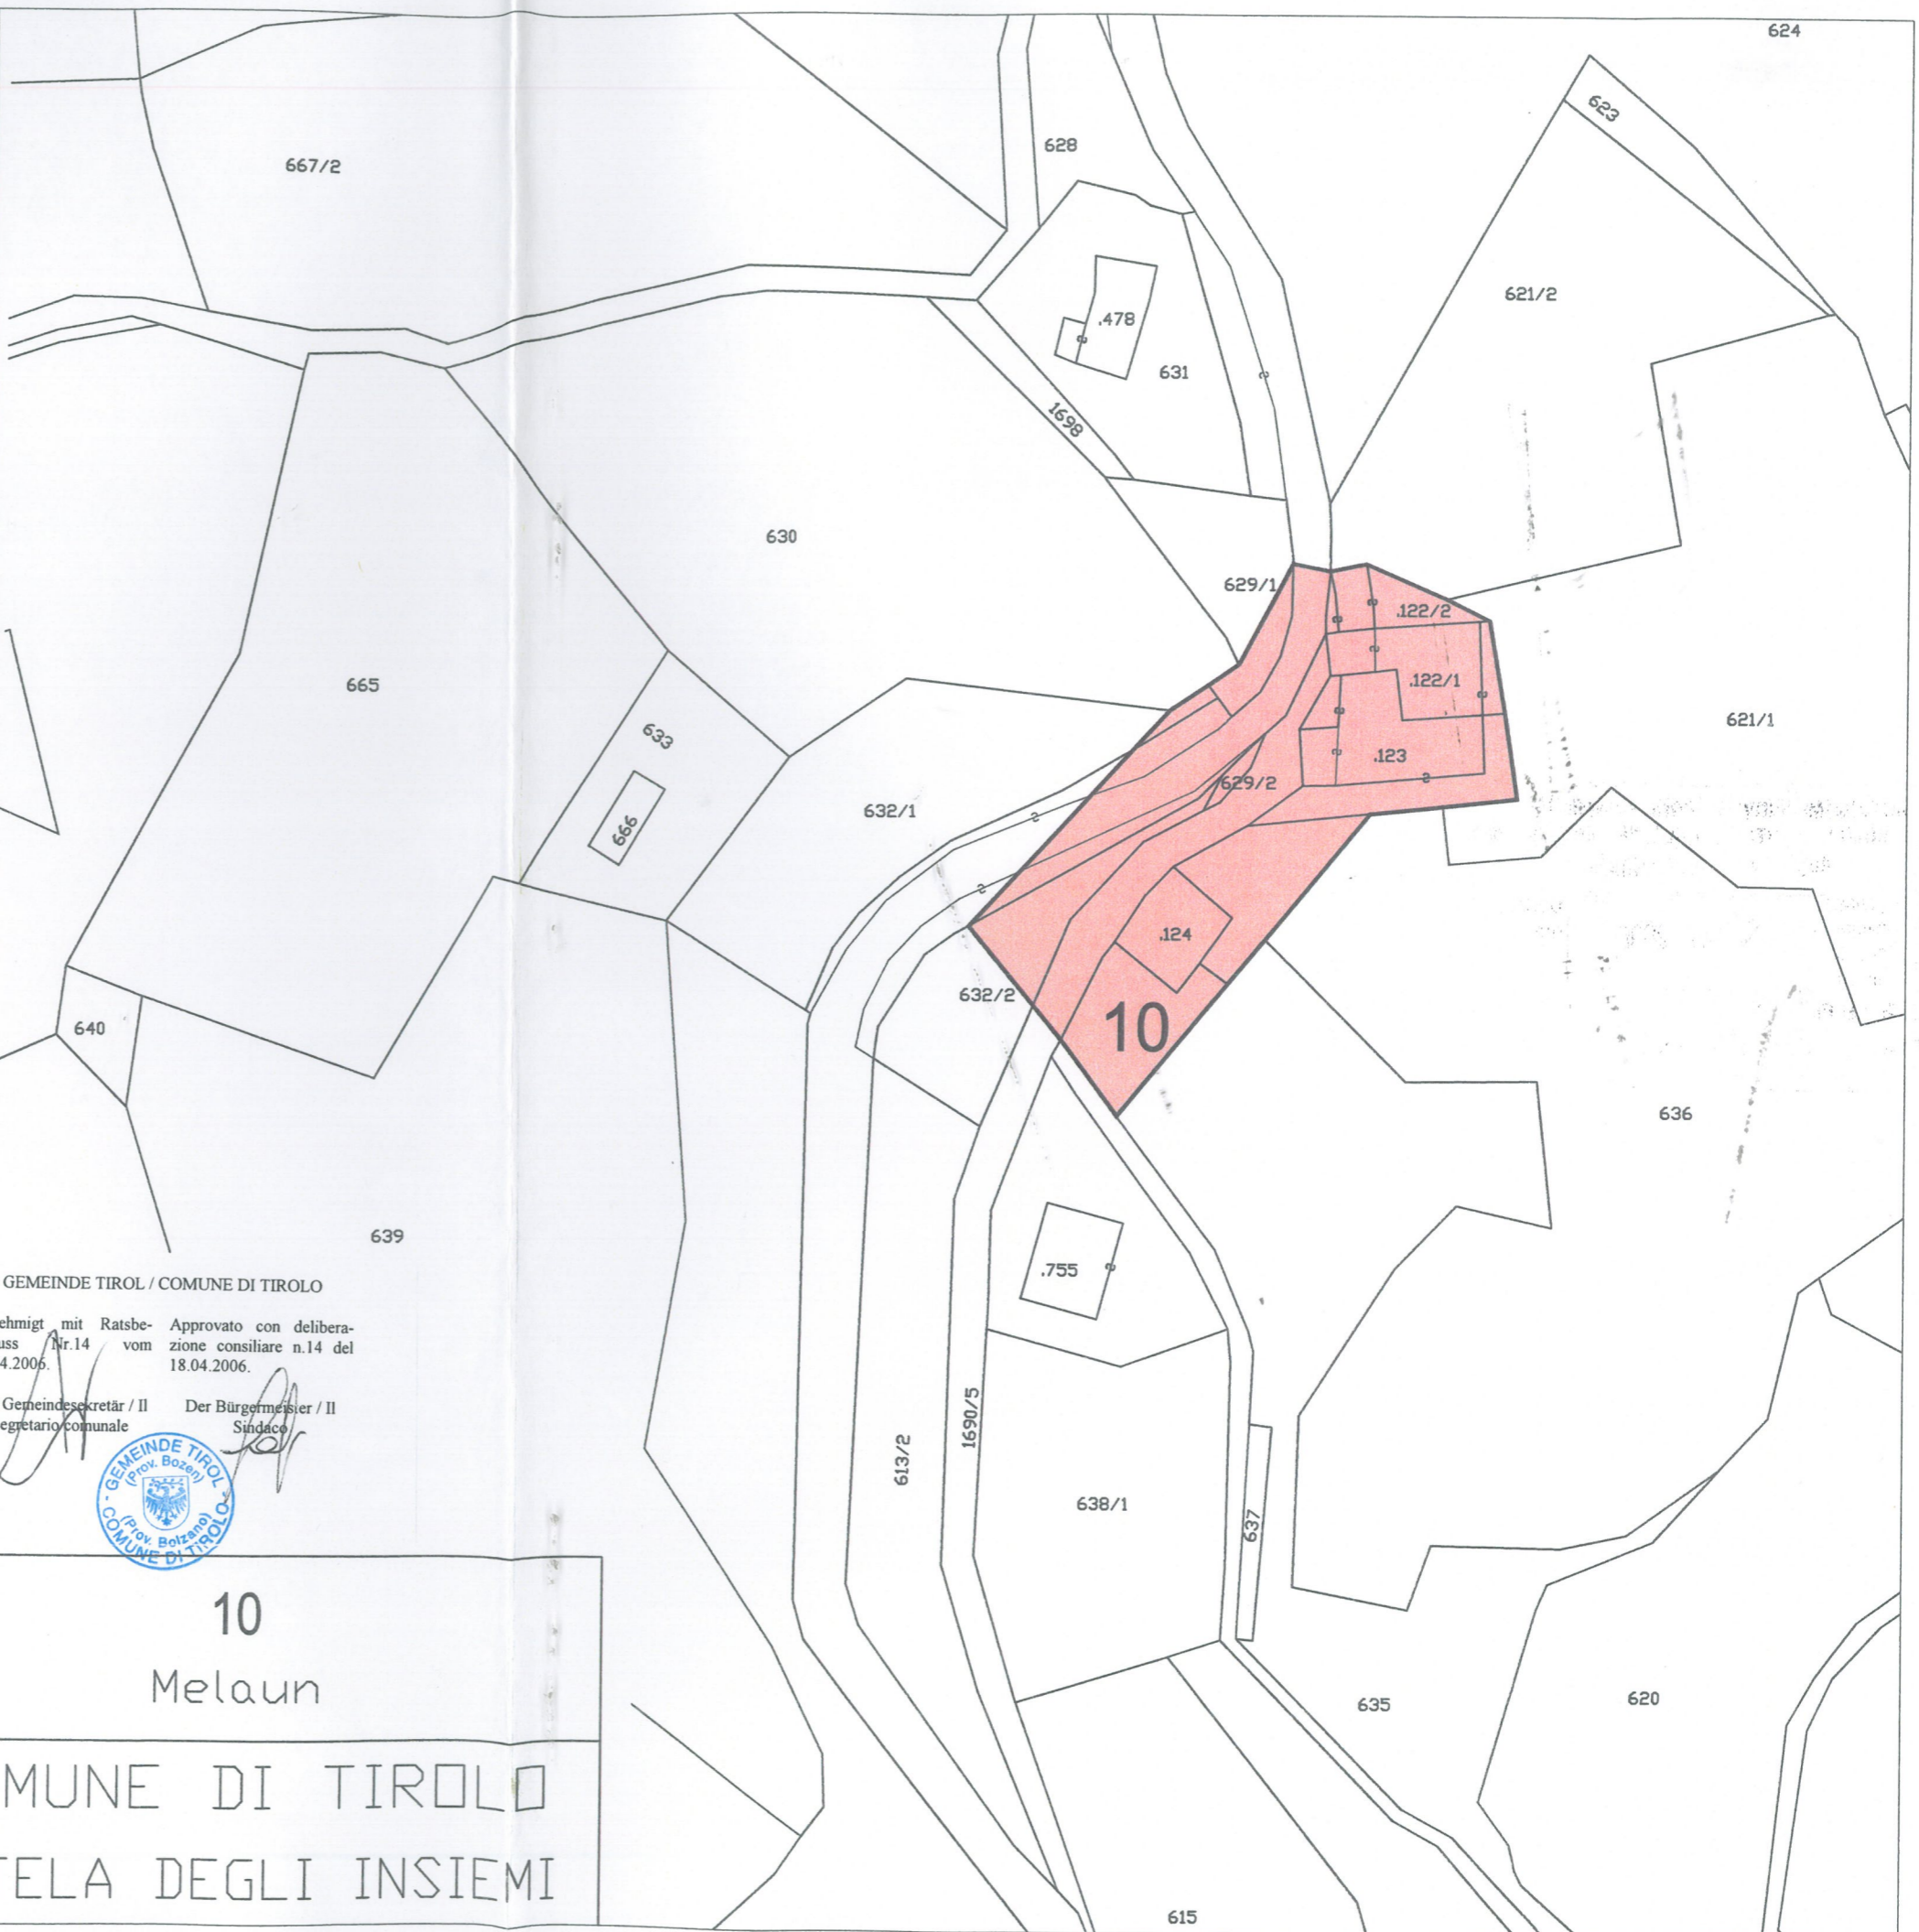 624
623
628
667/2
621/2
.478
631
1698
630
629/1
.122/2
665
.122/1
621/1
633
.123
629/2
632/1
666
.124
632/2
10
640
636
639
.755
GEMEINDE TIROL / COMUNE DI TIROLO
ehmigt mit Ratsbe- Approvato con delibera-
uss Nr.14 vom zione consiliare n.14 del
4.2006. 18.04.2006.
Gemeindesekretär / Il Der Bürgermeister / Il
egretario comunale Sindaco
- GEMEINDE TIROL -
(Prov. Bozen)
(Prov. Bolzano)
COMUNE DI TIROLO
613/2
1690/5
638/1
637
10
Melaun
635
620
MUNE DI TIROLO
TELA DEGLI INSIEMI
615